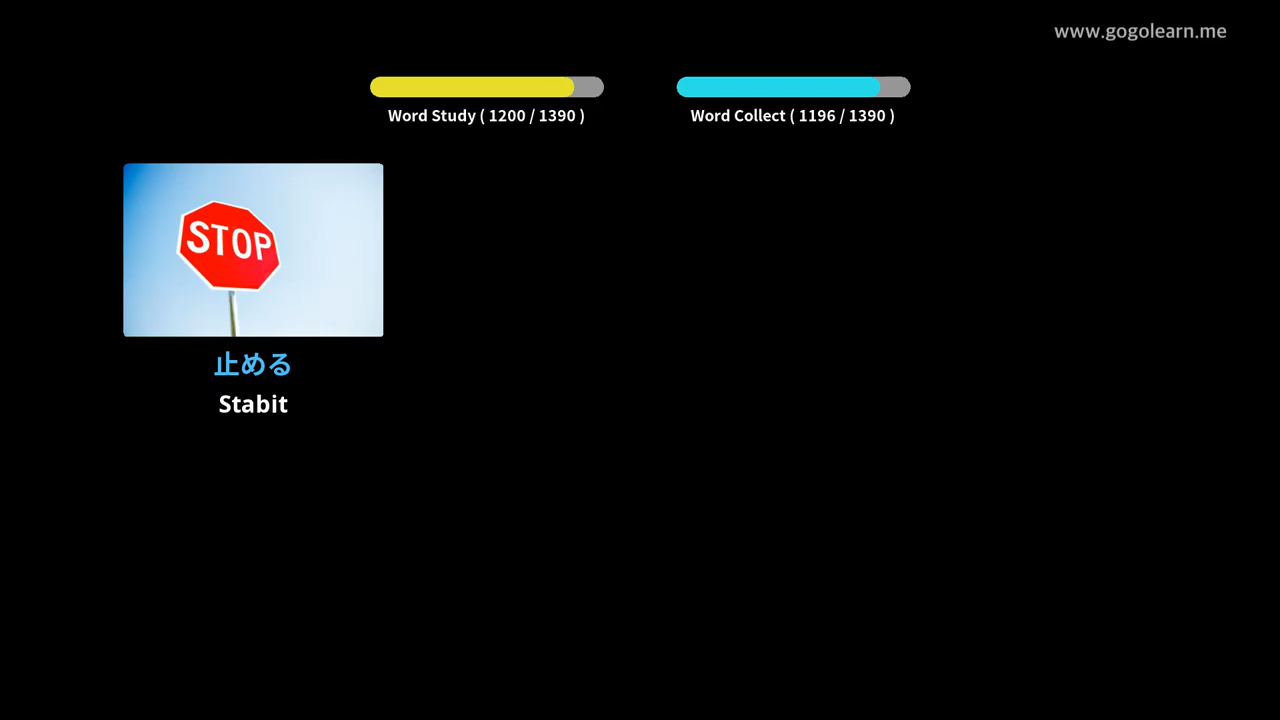 www.gogolearn.me
Word Study ( 1200 / 1390 )
Word Collect ( 1196 / 1390 )
STOP
止める
Stabit